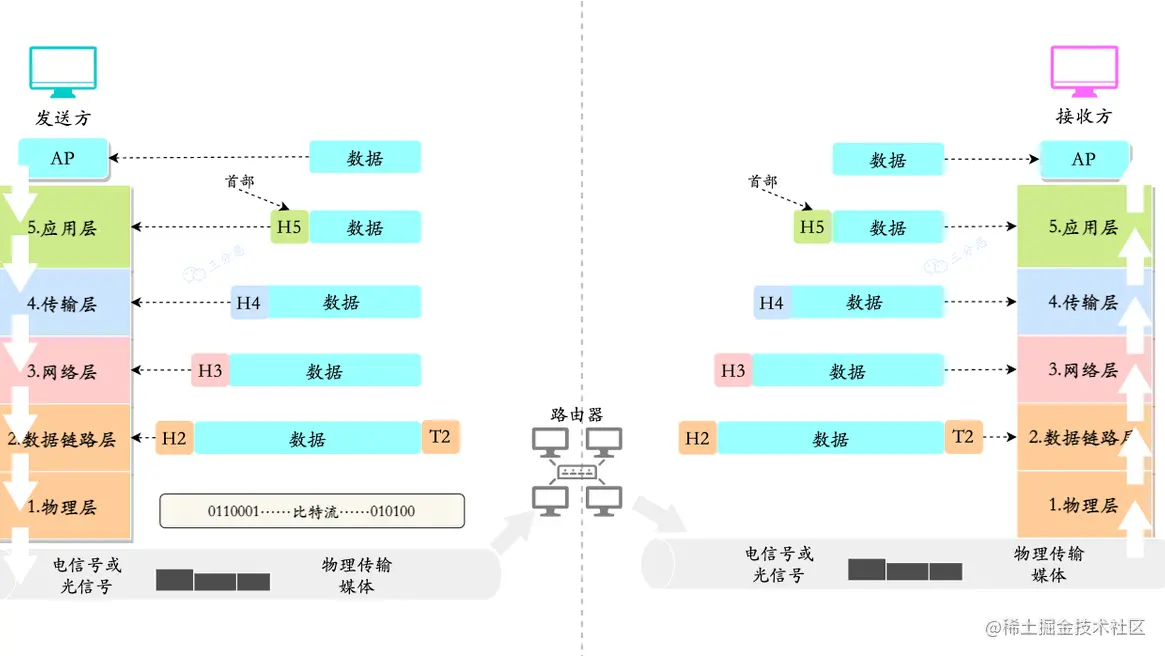 发送方
AP
数据
首部
5.应用层
H5
数据
三分恶
4.传输层
H4
数据
3.网络层
H3
数据
2.数据链路层
H2
数据
T2
1.物理层
0110001……比特流……010100
电信号或
光信号
物理传输
媒体
路由器
接收方
数据
AP
首部
H5
数据
5.应用层
三分恶
H4
数据
4.传输层
H3
数据
3.网络层
H2
数据
T2
2.数据链路层
1.物理层
电信号或
光信号
物理传输
媒体
@稀土掘金技术社区